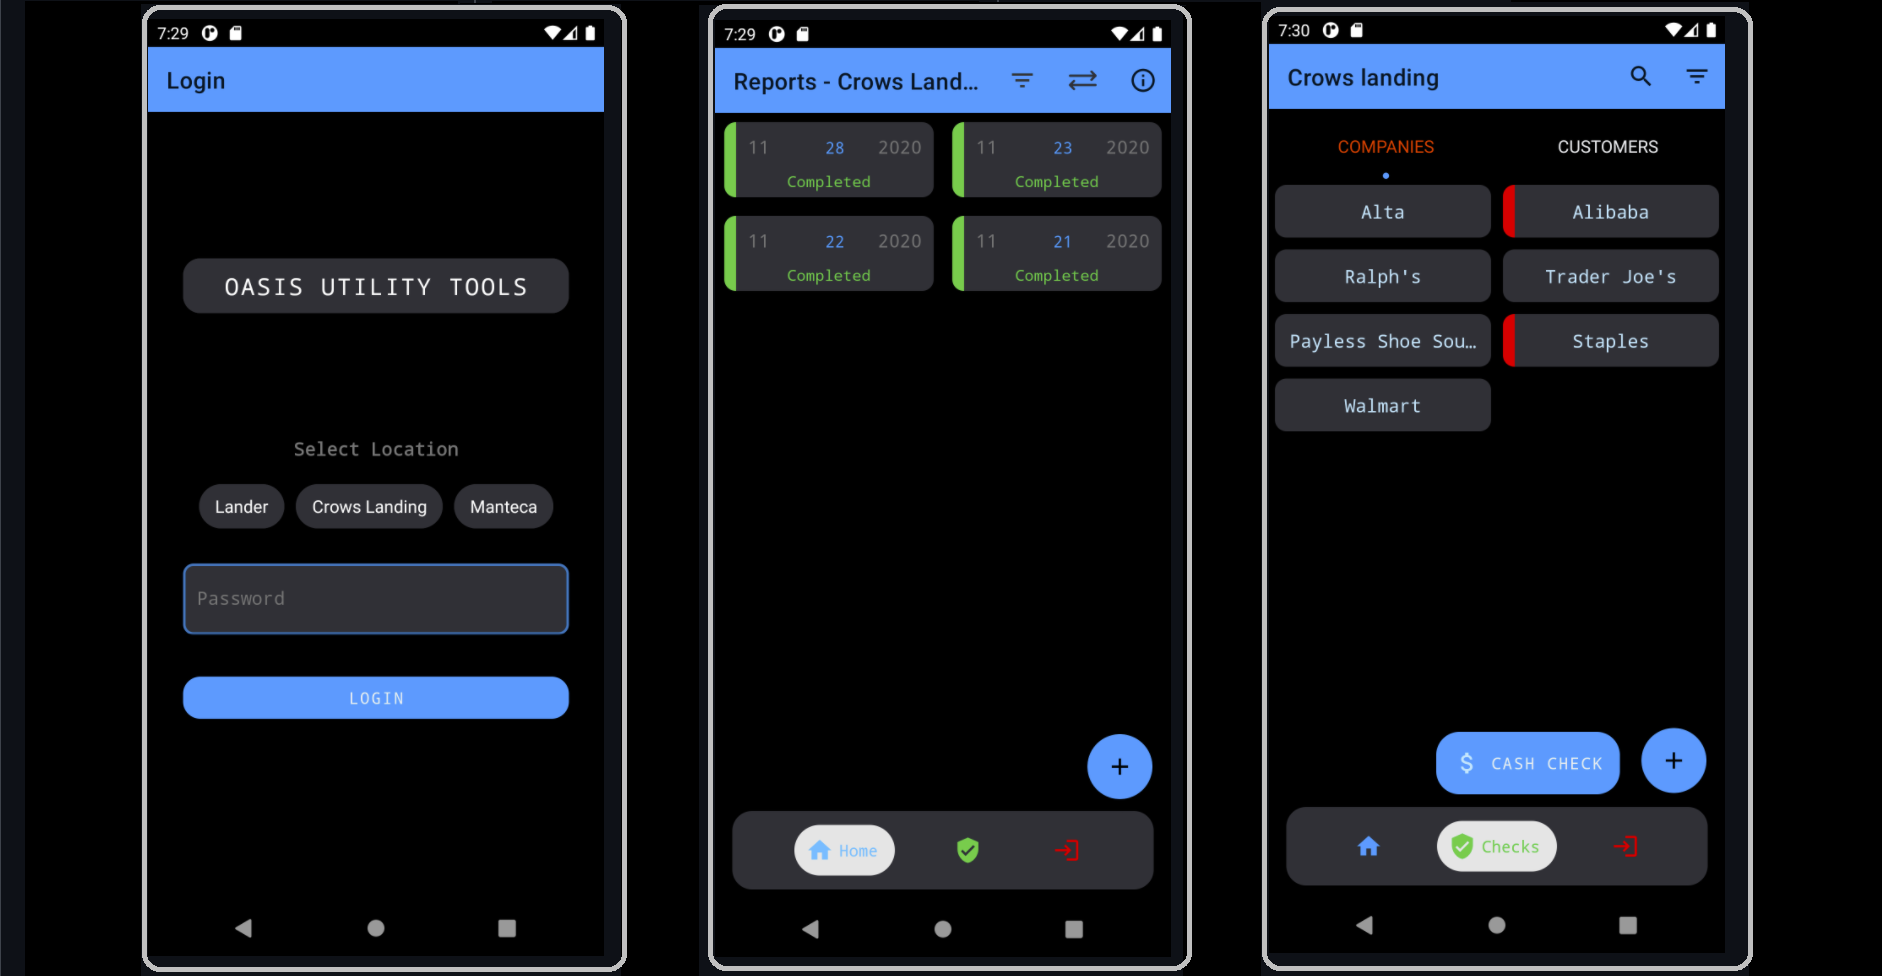 7:29
Login
OASIS UTILITY TOOLS
Select Location
Lander Crows Landing Manteca
Password
LOGIN
7:29
Reports - Crows Land...
11 28 2020
Completed
11 23 2020
Completed
11 22 2020
Completed
11 21 2020
Completed
Home
7:30
Crows landing
COMPANIES CUSTOMERS
Alta
Alibaba
Ralph's
Trader Joe's
Payless Shoe Sou...
Staples
Walmart
$ CASH CHECK
Checks